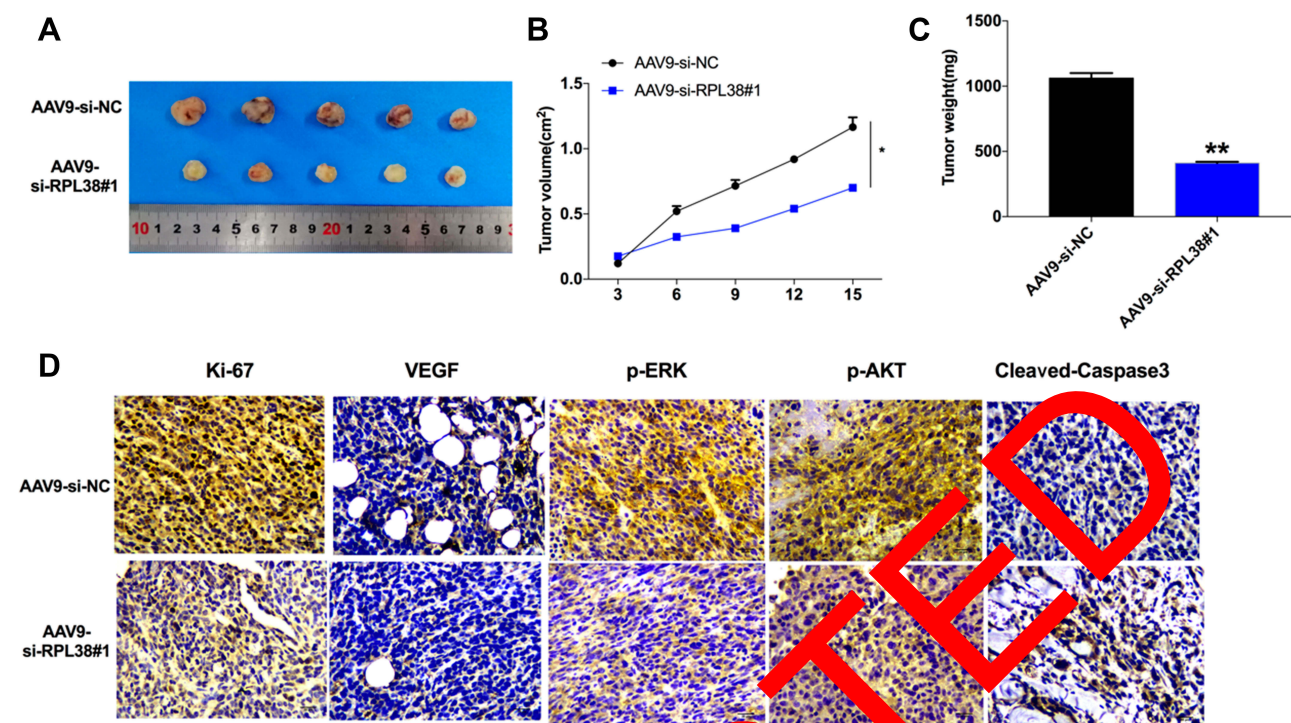 A
AAV9-si-NC
AAV9-
si-RPL38#1
10 1 2 3 4 5 6 7 8 9 20 1 2 3 4 5 6 7 8 9 3
B
AAV9-si-NC
AAV9-si-RPL38#1
Tumor volume(cm²)
1.5
1.0
0.5
0.0
3 6 9 12 15
*
C
Tumor weight(mg)
1500
1000
500
0
**
AAV9-si-NC
AAV9-si-RPL38#1
D
Ki-67 VEGF p-ERK p-AKT Cleaved-Caspase3
AAV9-si-NC
AAV9-
si-RPL38#1
TED